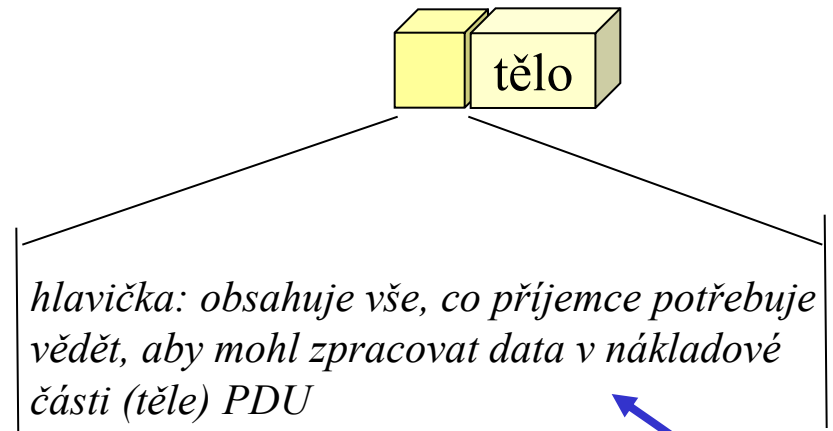 tělo
hlavička: obsahuje vše, co příjemce potřebuje
vědět, aby mohl zpracovat data v nákladové
části (těle) PDU